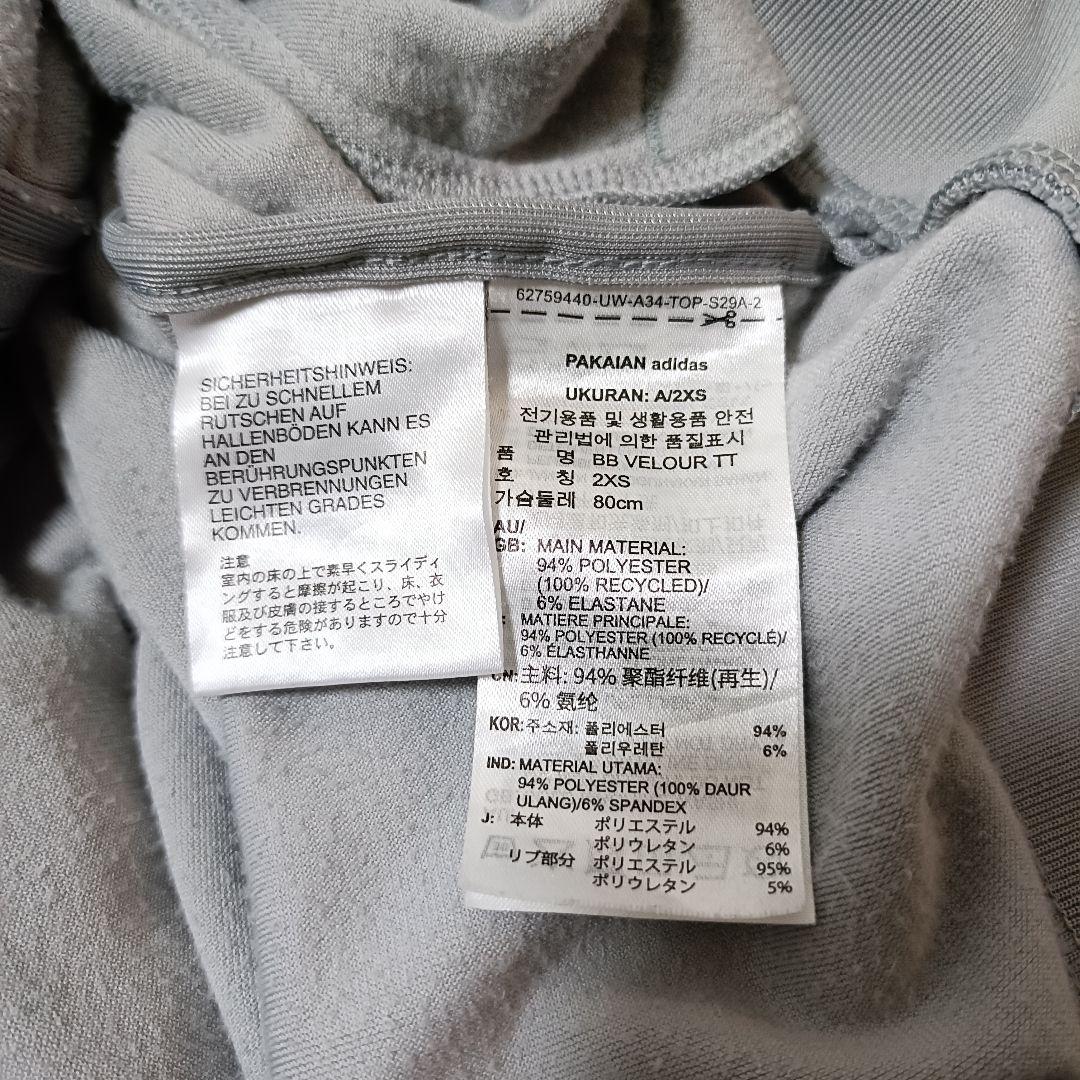 SICHERHEITSHINWEIS:
BEI ZU SCHNELLEM
RUTSCHEN AUF
HALLENBÖDEN KANN ES
AN DEN
BERÜHRUNGSPUNKTEN
ZU VERBRENNUNGEN
LEICHTEN GRADES
KOMMEN.
注意
室内の床の上で素早くスライディ
ングすると摩擦が起こり、床、衣
服及び皮膚の接するところでやけ
どをする危険がありますので十分
注意して下さい。
62759440-UW-A34-TOP-S29A-2
PAKAIAN adidas
UKURAN: A/2XS
전기용품 및 생활용품 안전
관리법에 의한 품질표시
품 명 BB VELOUR TT
호 칭 2XS
가슴둘레 80cm
AU/
GB: MAIN MATERIAL:
94% POLYESTER
(100% RECYCLED)/
6% ELASTANE
: MATIERE PRINCIPALE:
94% POLYESTER (100% RECYCLÉ)/
6% ÉLASTHANNE
CN: 主料: 94% 聚酯纤维(再生)/
6% 氨纶
KOR: 주소재: 폴리에스터 94%
폴리우레탄 6%
IND: MATERIAL UTAMA:
94% POLYESTER (100% DAUR
ULANG)/6% SPANDEX
J: 本体 ポリエステル 94%
ポリウレタン 6%
リブ部分 ポリエステル 95%
ポリウレタン 5%